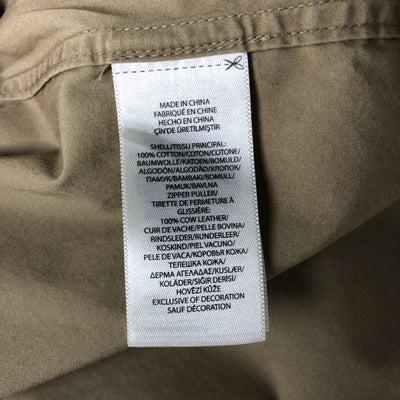 MADE IN CHINA
FABRIQUÉ EN CHINE
HECHO EN CHINA
ÇİN'DE ÜRETİLMİŞTİR
SHELL/TISSU PRINCIPAL:
100% COTTON/COTON/COTONE/
BAUMWOLLE/KATOEN/BOMULD/
ALGODÓN/ALGODÃO/ХЛОПОК/
ПАМУК/BAMBAKI/BOMULL/
PAMUK/BAVLNA
ZIPPER PULLER/
TIRETTE DE FERMETURE À
GLISSIÈRE:
100% COW LEATHER/
CUIR DE VACHE/PELLE BOVINA/
RINDSLEDER/RUNDERLEER/
KOSKIND/PIEL VACUNO/
PELE DE VACA/КОРОВЬЯ КОЖА/
ТЕЛЕШКА КОЖА/
ΔΕΡΜΑ ΑΓΕΛΑΔΑΣ/KUSLÆR/
KOLÄDER/SIĞIR DERİSİ/
HOVĚZÍ KŮŽE
EXCLUSIVE OF DECORATION
SAUF DÉCORATION